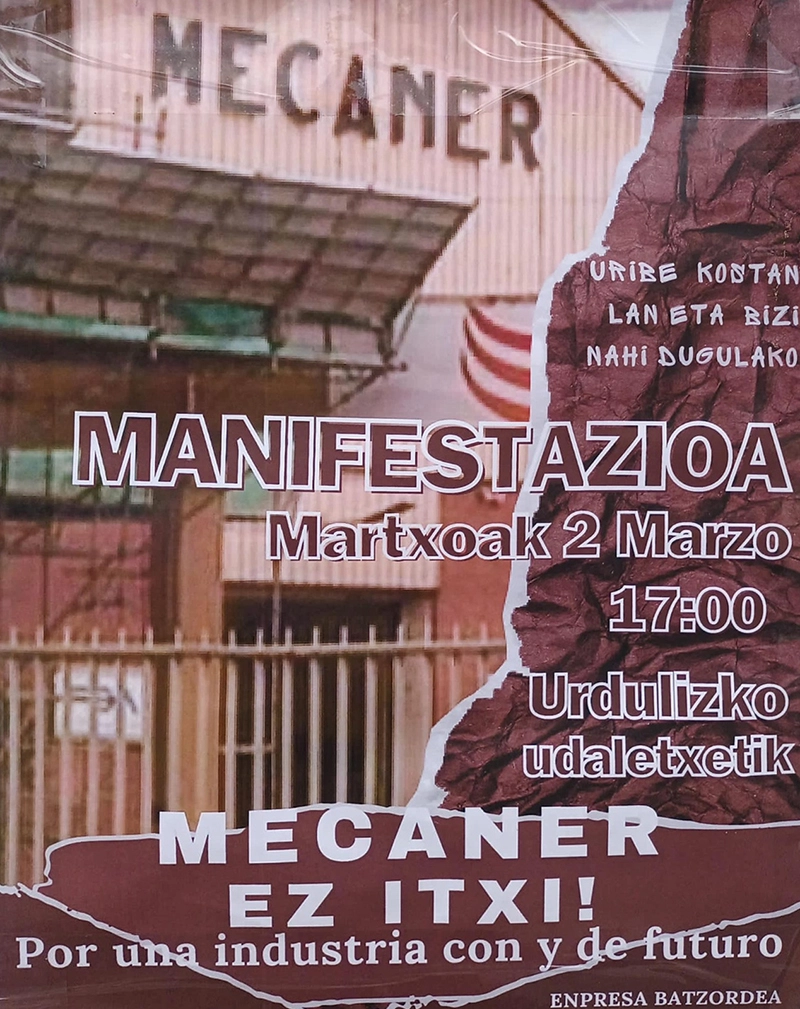 MECANER
URIBE KOSTAN
LAN ETA BIZI
NAHI DUGULAKO
MANIFESTAZIOA
Martxoak 2 Marzo
17:00
Urdulizko
udaletxetik
MECANER
EZ ITXI!
Por una industria con y de futuro
ENPRESA BATZORDEA